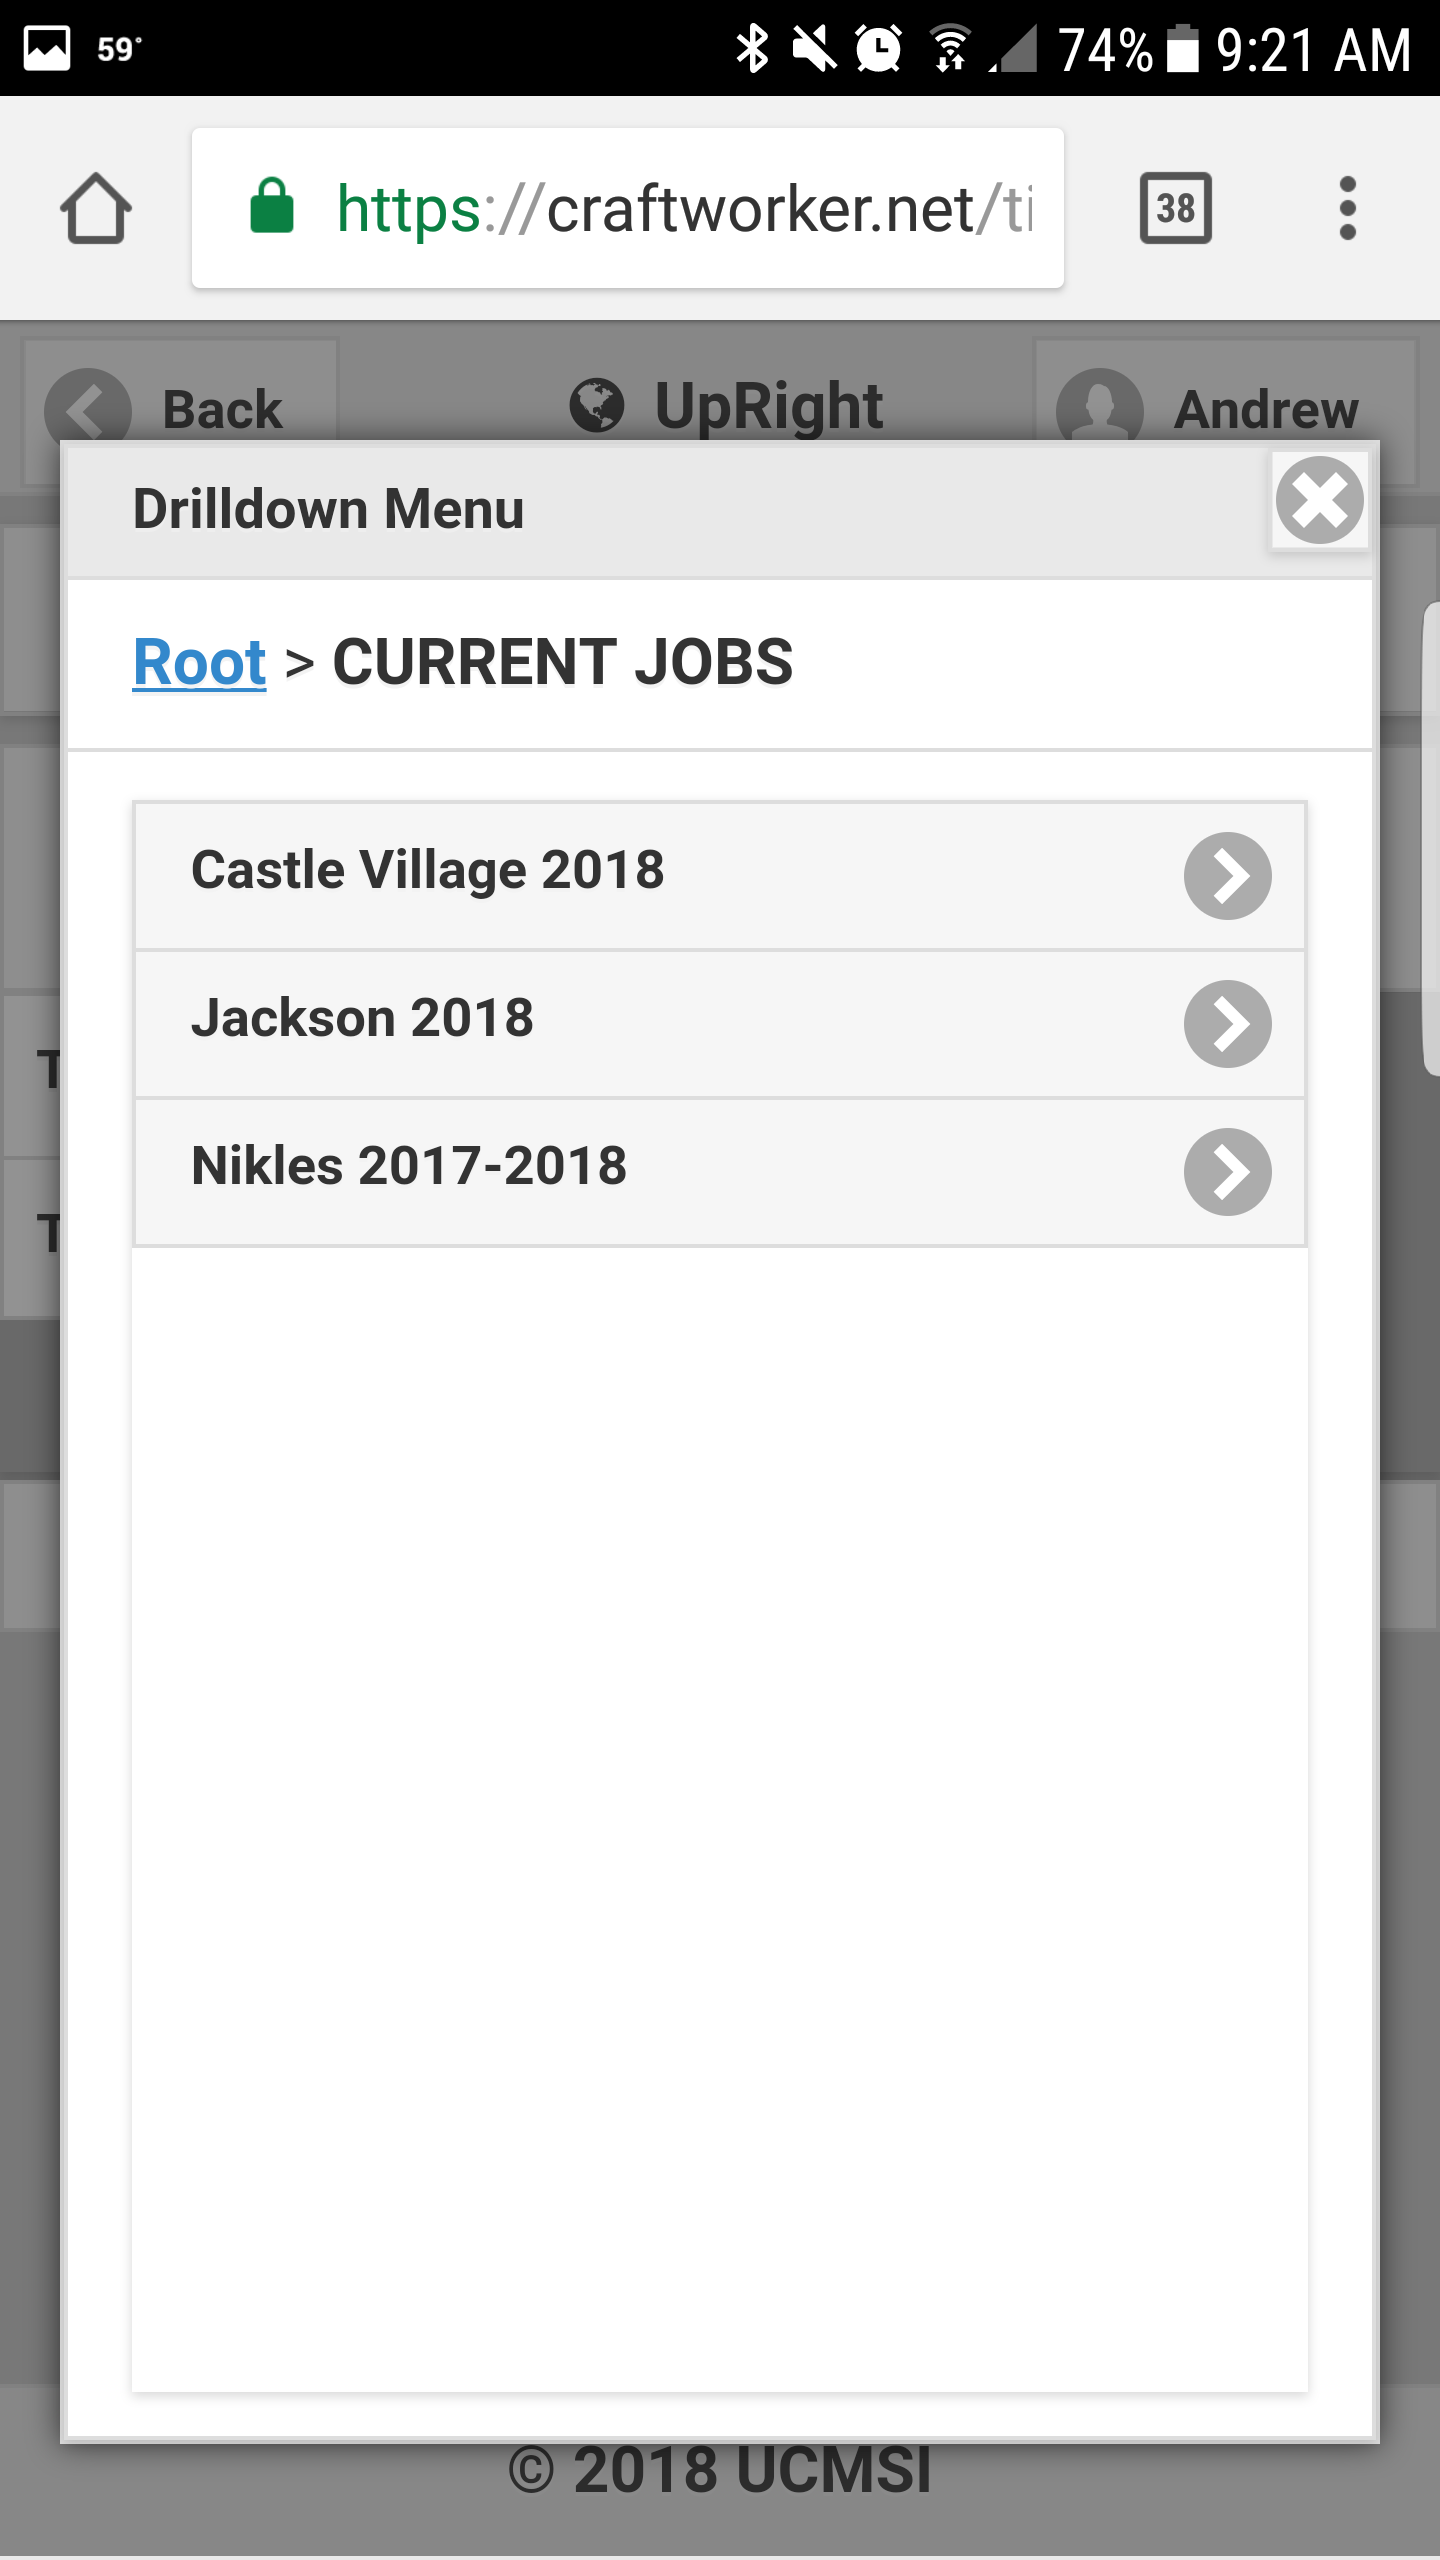 59° 74% 9:21 AM
https://craftworker.net/ti 38
Back UpRight Andrew
Drilldown Menu
Root > CURRENT JOBS
Castle Village 2018
Jackson 2018
Nikles 2017-2018
T
T
© 2018 UCMSI